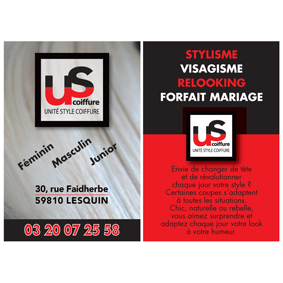 US
coiffure
UNITÉ STYLE COIFFURE
Féminin
Masculin
Junior
30, rue Faidherbe
59810 LESQUIN
03 20 07 25 58
STYLISME
VISAGISME
RELOOKING
FORFAIT MARIAGE
US
coiffure
UNITÉ STYLE COIFFURE
Envie de changer de tête
et de révolutionner
chaque jour votre style ?
Certaines coupes s'adaptent
à toutes les situations.
Chic, naturelle ou rebelle,
vous aimez surprendre et
adaptez chaque jour votre look
à votre humeur.